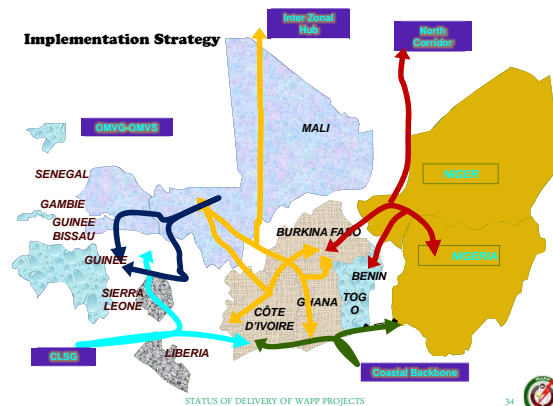 Implementation Strategy
Inter Zonal
Hub
North
Corridor
OMVG-OMVS
MALI
SENEGAL
NIGER
GAMBIE
GUINEE
BISSAU
BURKINA FASO
GUINEE
NIGERIA
BENIN
SIERRA
LEONE
GHANA
TOG
O
CÔTE
D'IVOIRE
CLSG
LIBERIA
Coastal Backbone
STATUS OF DELIVERY OF WAPP PROJECTS
34